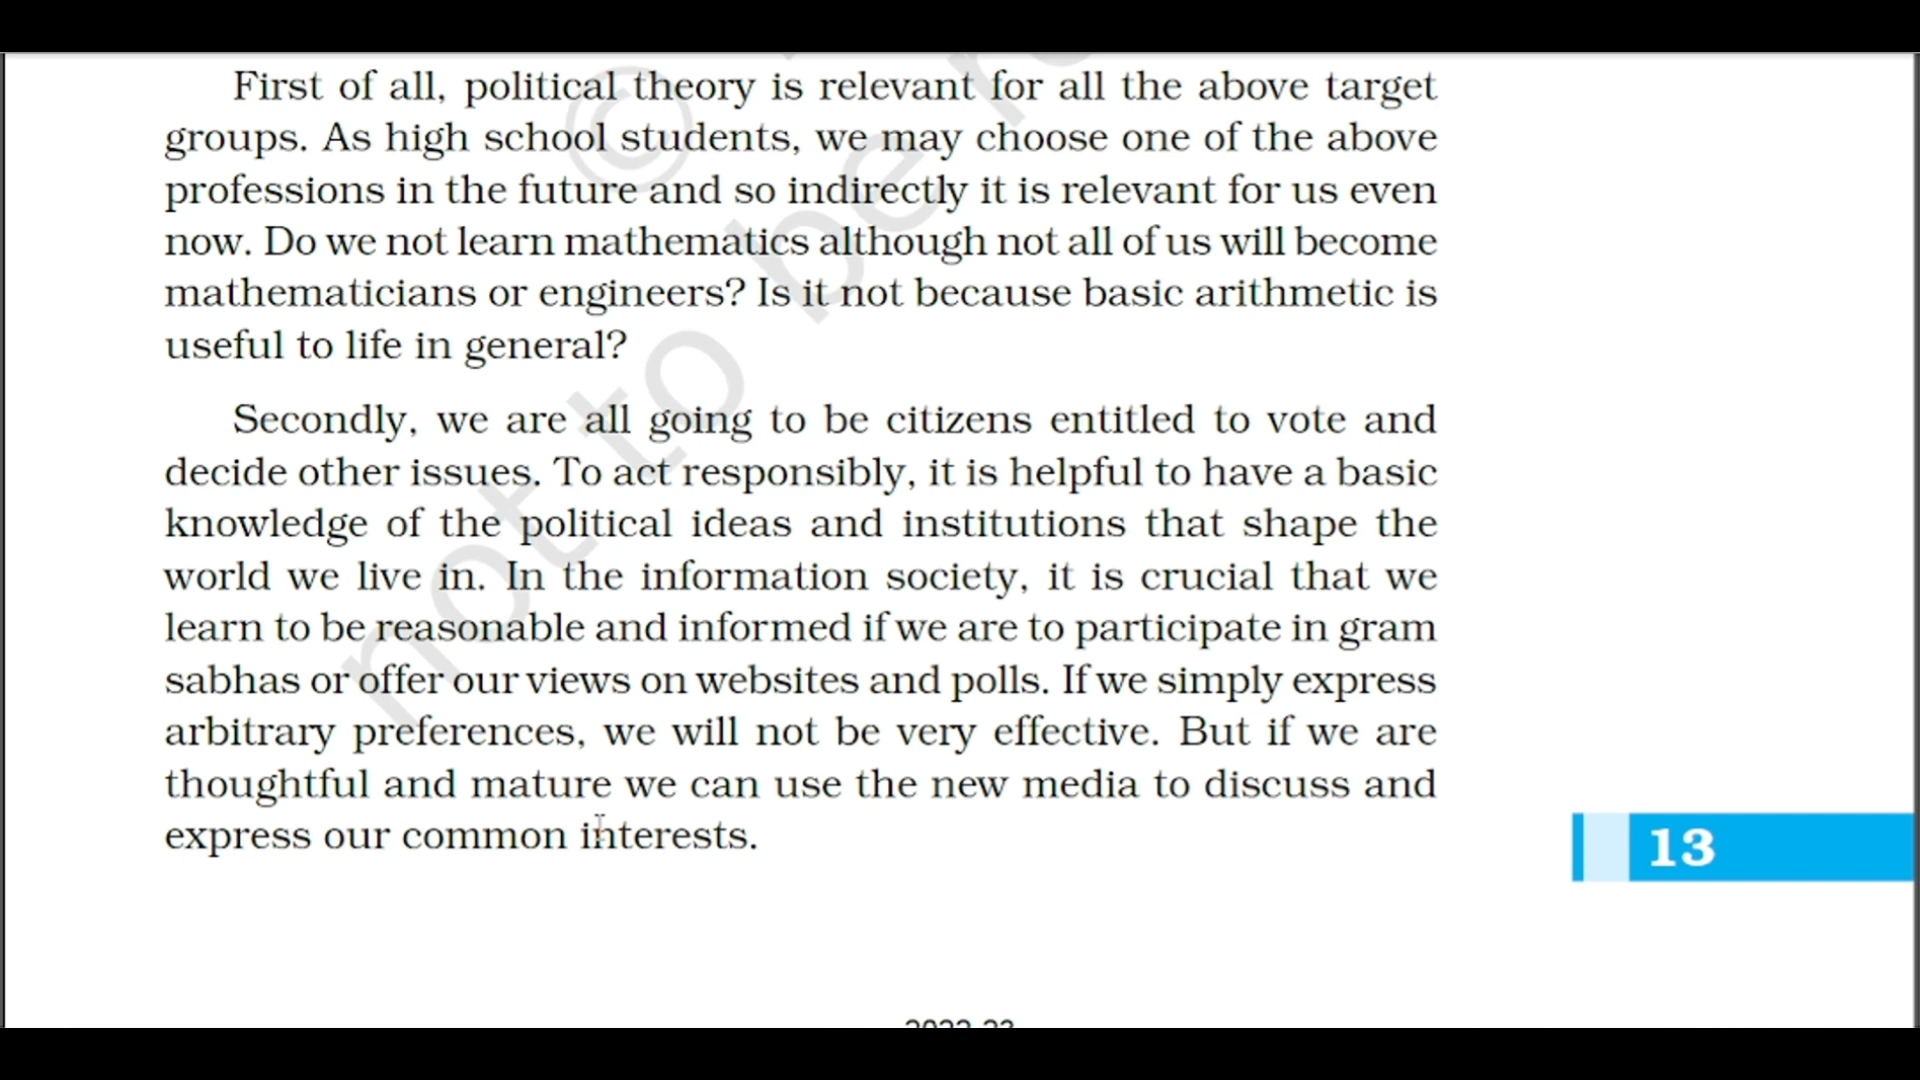 First of all, political theory is relevant for all the above target
groups. As high school students, we may choose one of the above
professions in the future and so indirectly it is relevant for us even
now. Do we not learn mathematics although not all of us will become
mathematicians or engineers? Is it not because basic arithmetic is
useful to life in general?
Secondly, we are all going to be citizens entitled to vote and
decide other issues. To act responsibly, it is helpful to have a basic
knowledge of the political ideas and institutions that shape the
world we live in. In the information society, it is crucial that we
learn to be reasonable and informed if we are to participate in gram
sabhas or offer our views on websites and polls. If we simply express
arbitrary preferences, we will not be very effective. But if we are
thoughtful and mature we can use the new media to discuss and
express our common interests.
13
not to be
©